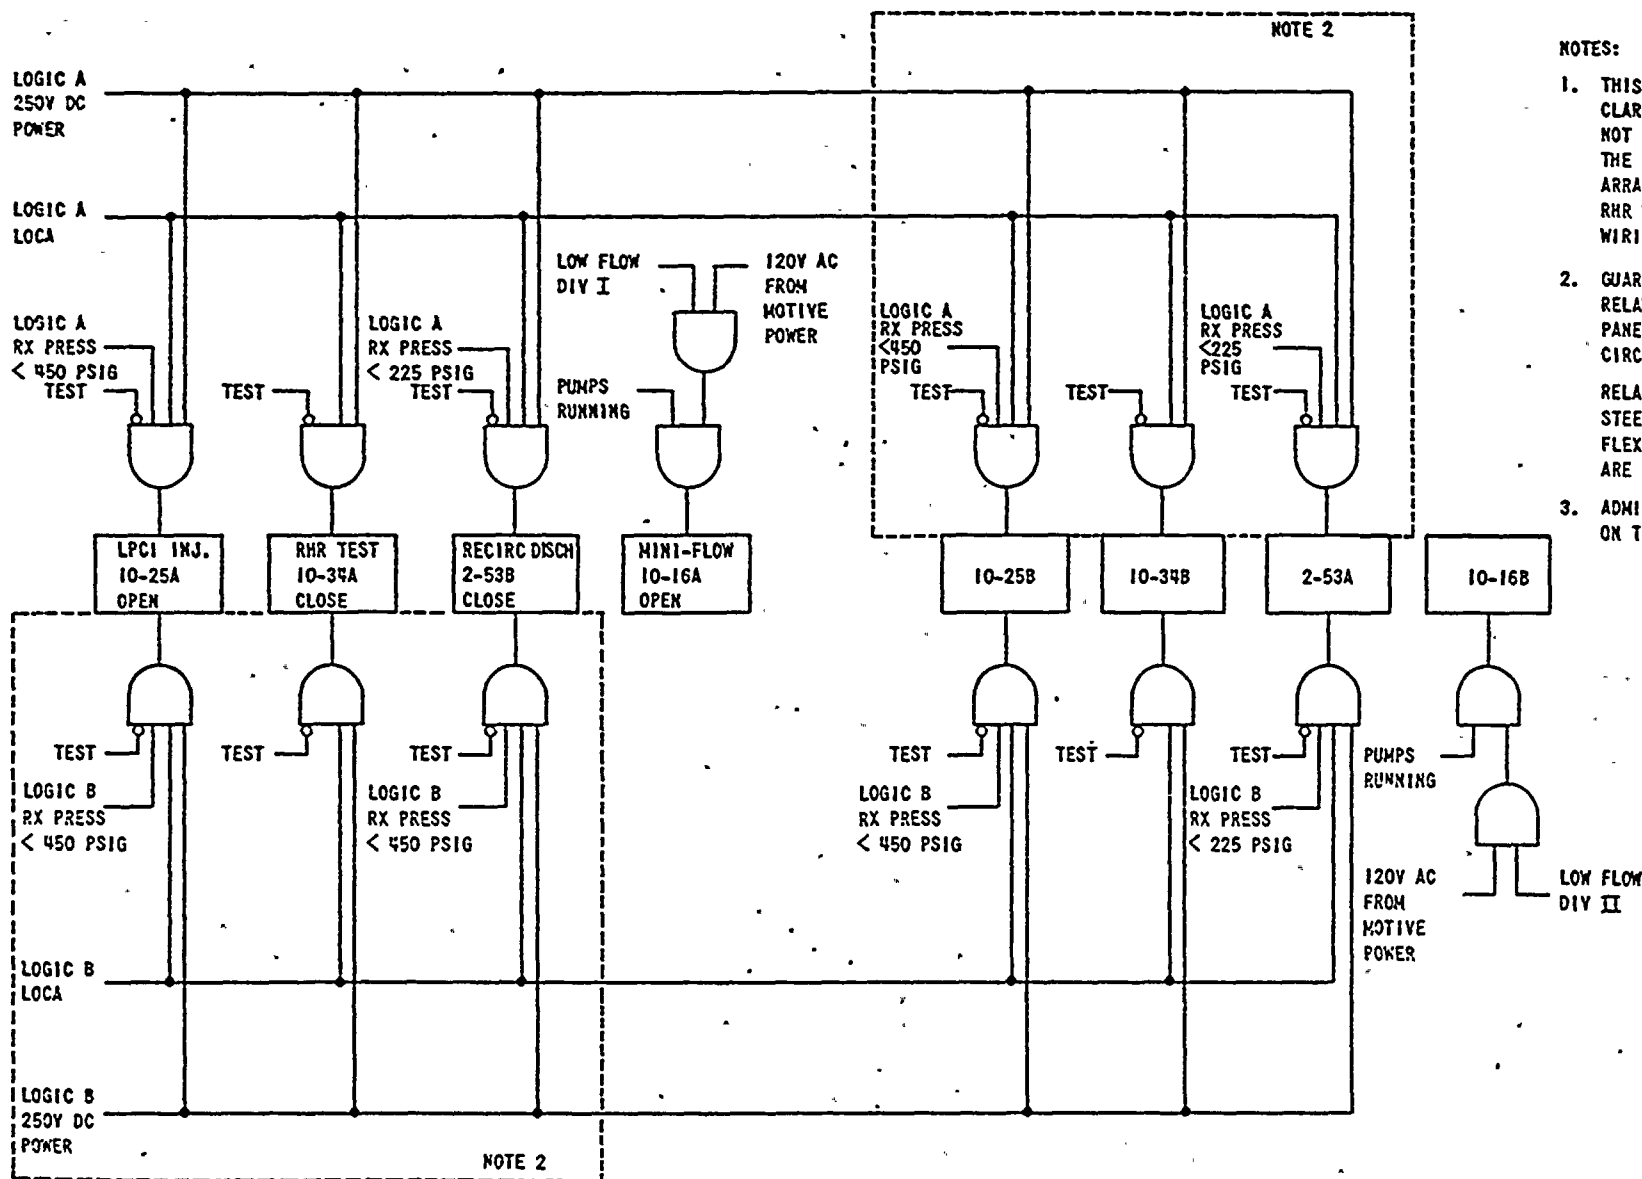 NOTE 2
LOGIC A
250V DC
POWER
LOGIC A
LOCA
LOW FLOW
DIV I
120V AC
FROM
MOTIVE
POWER
LOGIC A
RX PRESS
< 450 PSIG
TEST
TEST
LOGIC A
RX PRESS
< 225 PSIG
TEST
PUMPS
RUNNING
LOGIC A
RX PRESS
<450
PSIG
TEST
TEST
LOGIC A
RX PRESS
<225
PSIG
TEST
LPCI INJ.
10-25A
OPEN
RHR TEST
10-34A
CLOSE
RECIRC DISCH
2-53B
CLOSE
MINI-FLOW
10-16A
OPEN
10-25B
10-34B
2-53A
10-16B
TEST
LOGIC B
RX PRESS
< 450 PSIG
TEST
TEST
LOGIC B
RX PRESS
< 450 PSIG
TEST
LOGIC B
RX PRESS
< 450 PSIG
TEST
TEST
LOGIC B
RX PRESS
< 225 PSIG
PUMPS
RUNNING
120V AC
FROM
MOTIVE
POWER
LOW FLOW
DIV II
LOGIC B
LOCA
LOGIC B
250V DC
POWER
NOTE 2
NOTES:
1. THIS
CLAR
NOT
THE
ARRA
RHR
WIRI
2. GUAR
RELA
PANE
CIRC
RELA
STEE
FLEX
ARE
3. ADMI
ON T